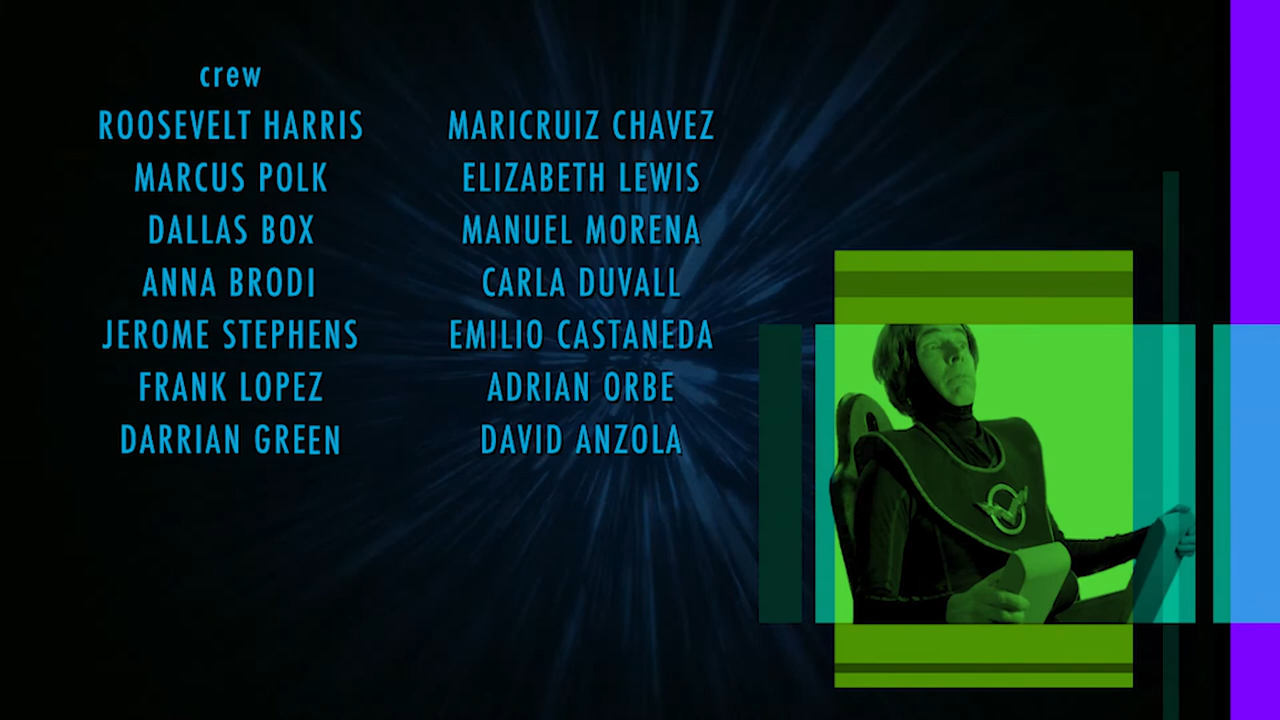 crew
ROOSEVELT HARRIS
MARCUS POLK
DALLAS BOX
ANNA BRODI
JEROME STEPHENS
FRANK LOPEZ
DARRIAN GREEN
MARICRUIZ CHAVEZ
ELIZABETH LEWIS
MANUEL MORENA
CARLA DUVALL
EMILIO CASTANEDA
ADRIAN ORBE
DAVID ANZOLA